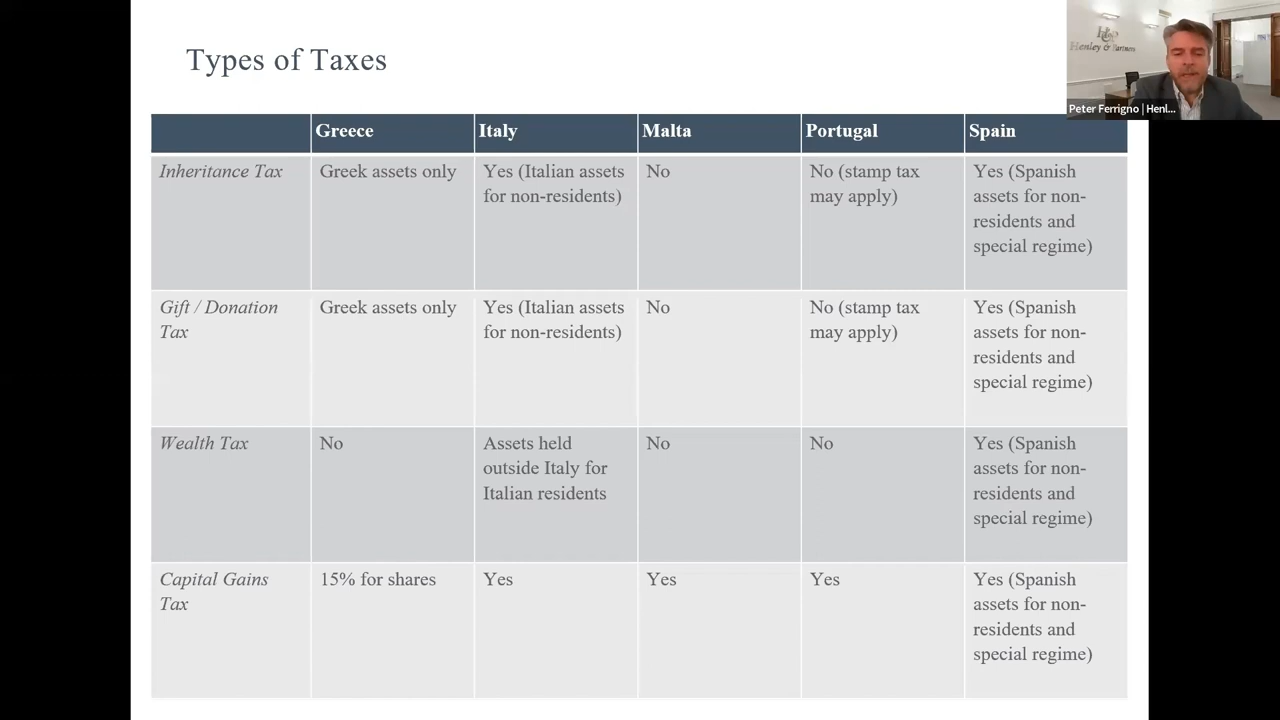 Types of Taxes
Henley & Partners
Peter Ferrigno | Henl...
Greece Italy Malta Portugal Spain
Inheritance Tax Greek assets only Yes (Italian assets No No (stamp tax Yes (Spanish
for non-residents) may apply) assets for non-
residents and
special regime)
Gift / Donation Greek assets only Yes (Italian assets No No (stamp tax Yes (Spanish
Tax for non-residents) may apply) assets for non-
residents and
special regime)
Wealth Tax No Assets held No No Yes (Spanish
outside Italy for assets for non-
Italian residents residents and
special regime)
Capital Gains 15% for shares Yes Yes Yes Yes (Spanish
Tax assets for non-
residents and
special regime)